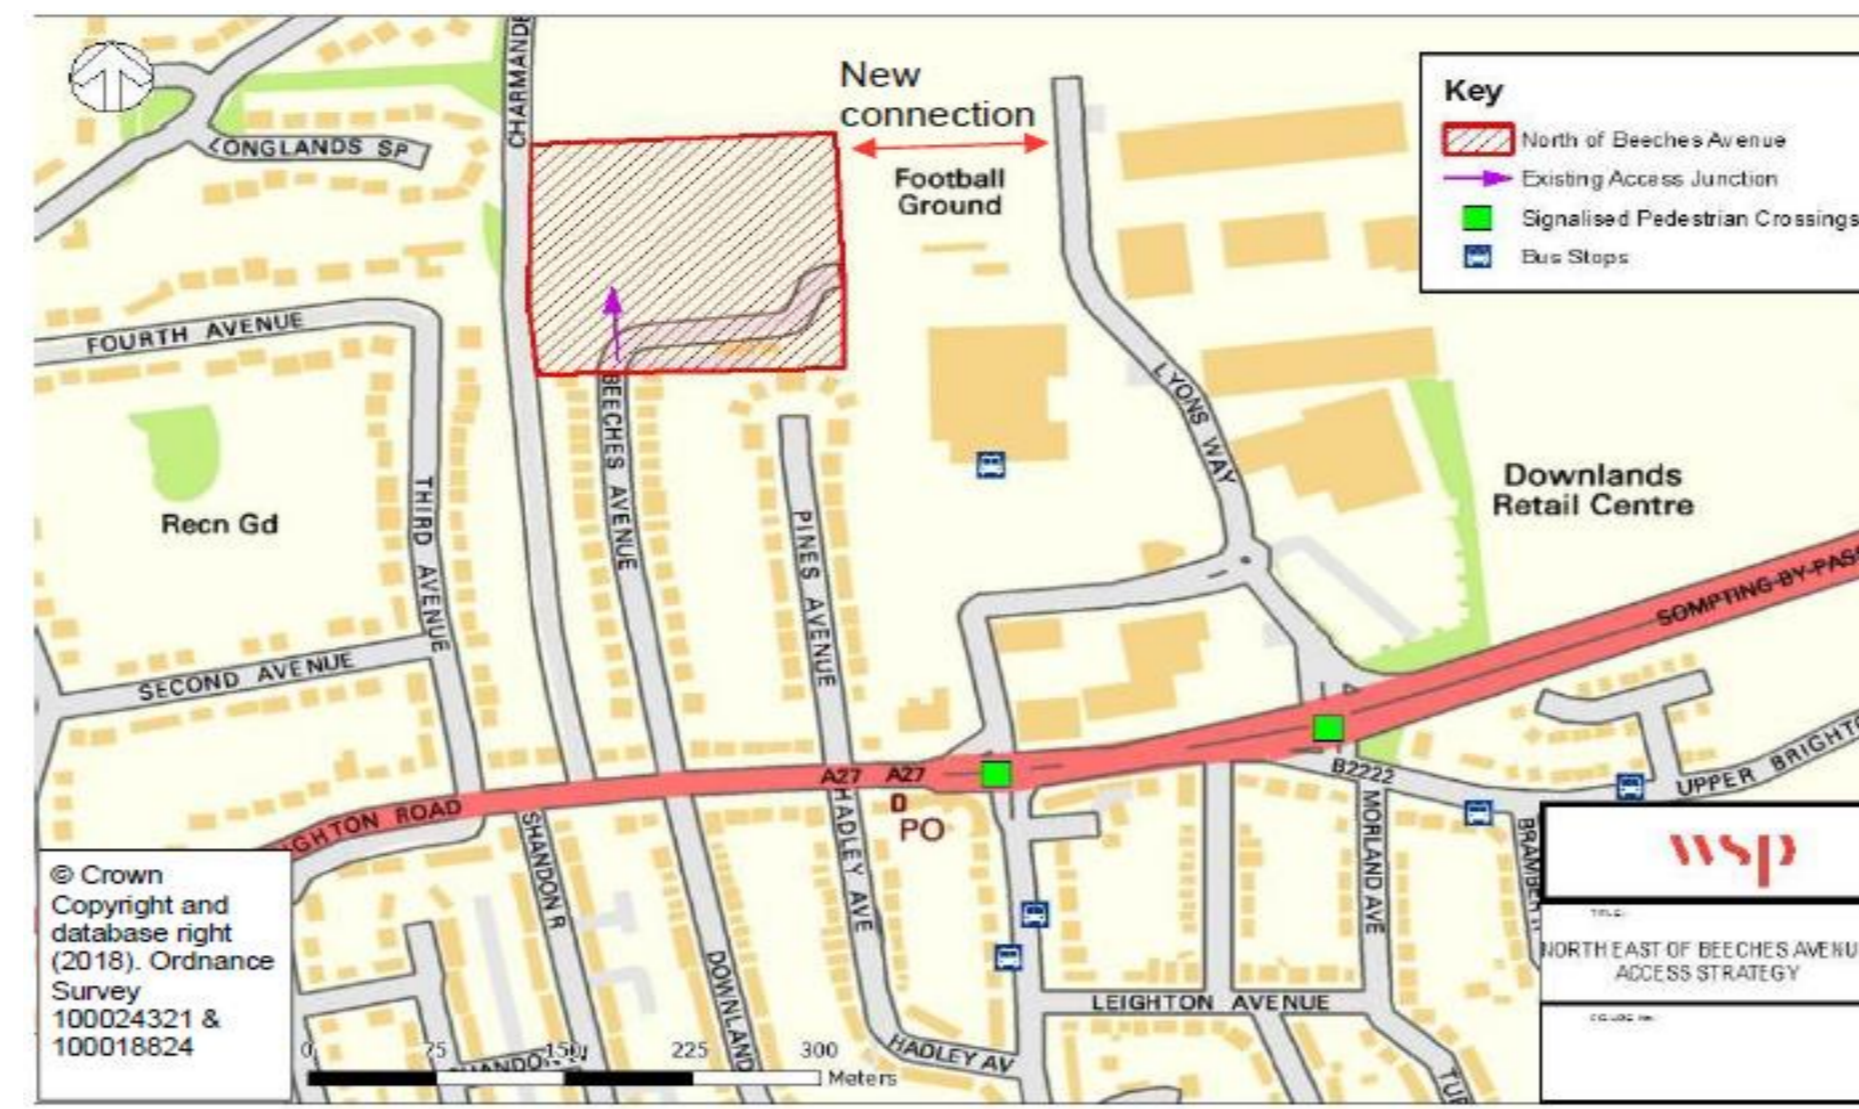 New
connection
Football
Ground
Key
North of Beeches Avenue
Existing Access Junction
Signalised Pedestrian Crossings
Bus Stops
CHARMANDE
LONGLANDS SP
FOURTH AVENUE
BEECHES AVENUE
LYONS WAY
Downlands
Retail Centre
Recn Gd
THIRD AVENUE
PINES AVENUE
SECOND AVENUE
SOMPTING BY-PASS
A27 A27
B2222
UPPER BRIGHTO
IGHTON ROAD
PO
SHANDON R
HADLEY AVE
MORLAND AVE
DOWNLAND
LEIGHTON AVENUE
HADLEY AV
wsp
NORTH EAST OF BEECHES AVENU
ACCESS STRATEGY
© Crown
Copyright and
database right
(2018). Ordnance
Survey
100024321 &
100018824
0 75 150 225 300
Meters